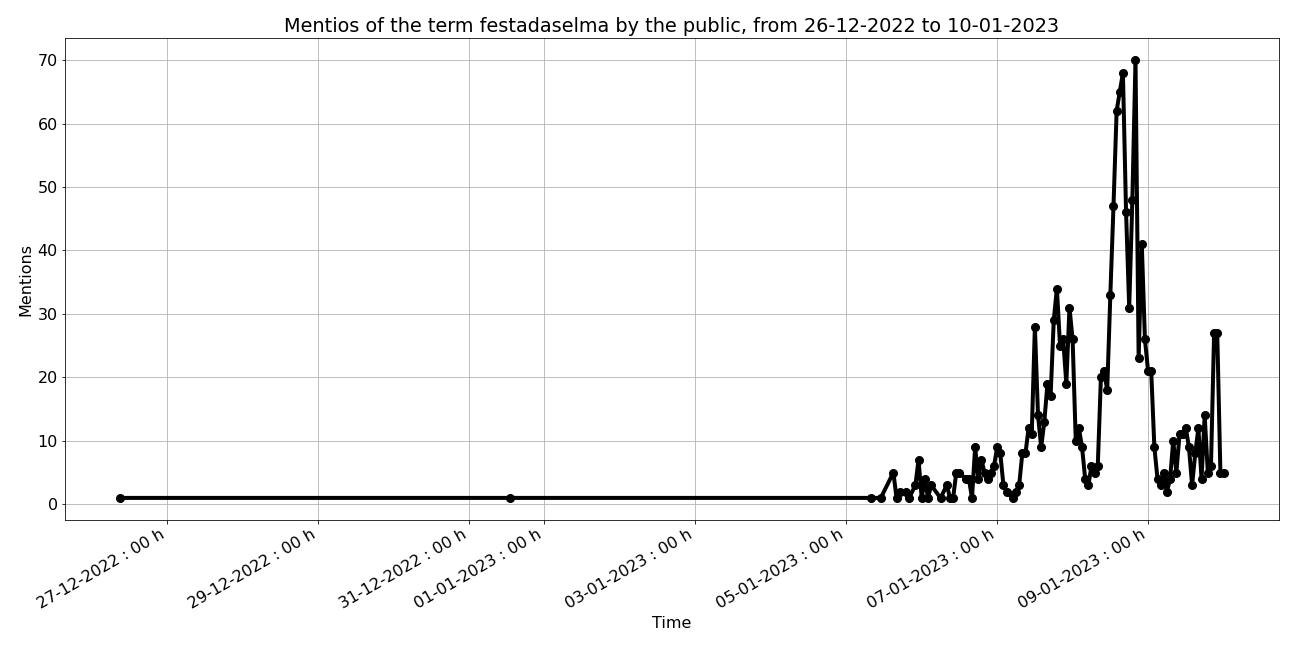 Mentios of the term festadaselma by the public, from 26-12-2022 to 10-01-2023
70
60
50
40
30
20
10
0
Mentions
27-12-2022 : 00 h
29-12-2022 : 00 h
31-12-2022 : 00 h
01-01-2023 : 00 h
03-01-2023 : 00 h
05-01-2023 : 00 h
07-01-2023 : 00 h
09-01-2023 : 00 h
Time